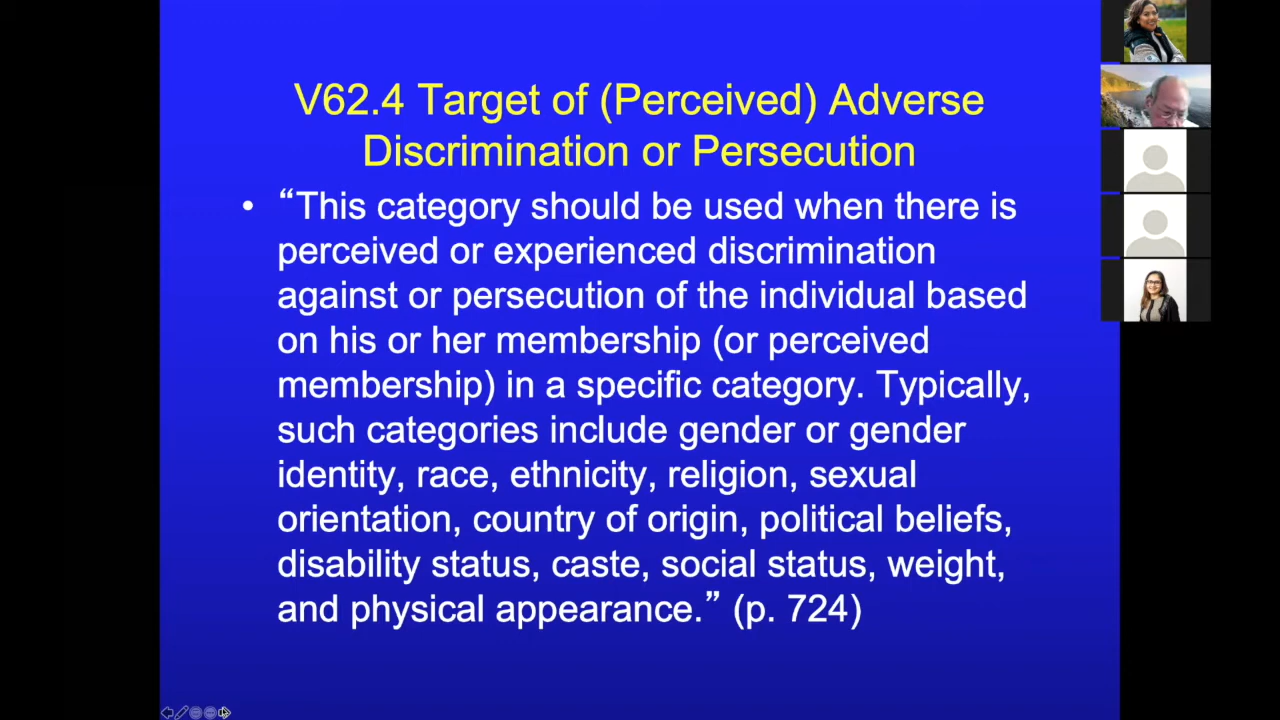 V62.4 Target of (Perceived) Adverse
Discrimination or Persecution
• “This category should be used when there is
perceived or experienced discrimination
against or persecution of the individual based
on his or her membership (or perceived
membership) in a specific category. Typically,
such categories include gender or gender
identity, race, ethnicity, religion, sexual
orientation, country of origin, political beliefs,
disability status, caste, social status, weight,
and physical appearance.” (p. 724)